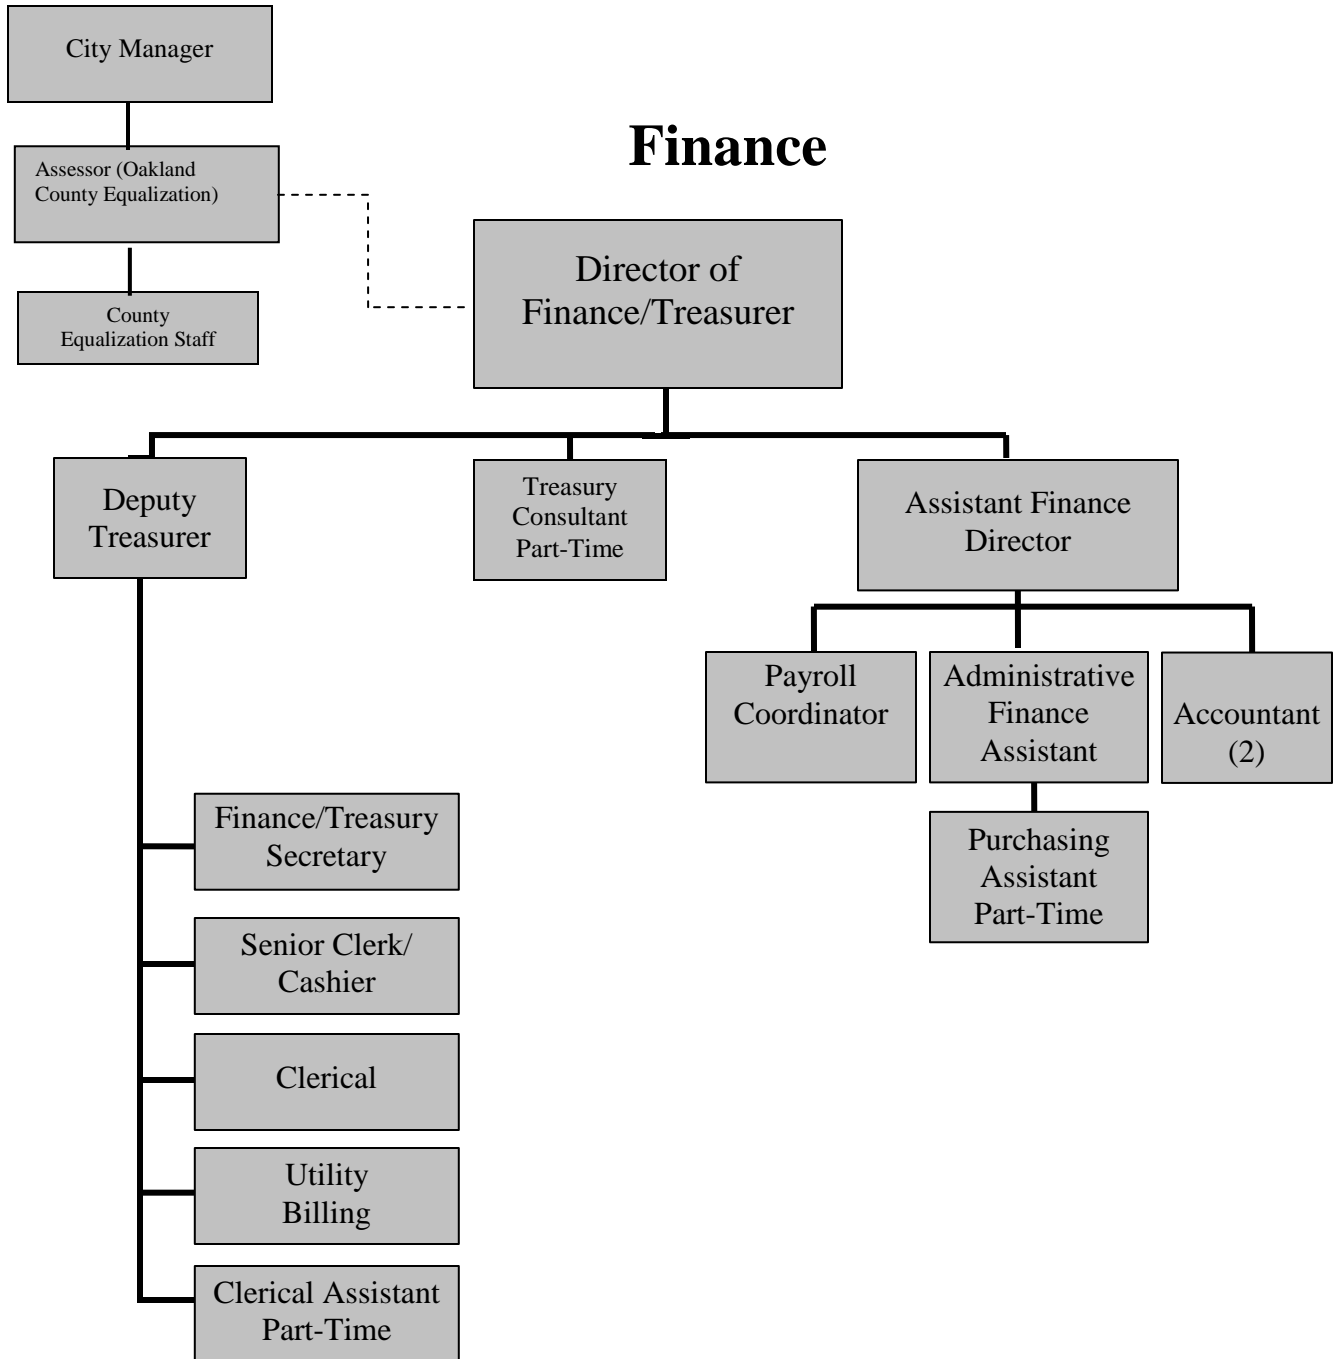 City Manager
Finance
Assessor (Oakland
County Equalization)
Director of
Finance/Treasurer
County
Equalization Staff
Deputy
Treasurer
Treasury
Consultant
Part-Time
Assistant Finance
Director
Payroll
Coordinator
Administrative
Finance
Assistant
Accountant
(2)
Purchasing
Assistant
Part-Time
Finance/Treasury
Secretary
Senior Clerk/
Cashier
Clerical
Utility
Billing
Clerical Assistant
Part-Time